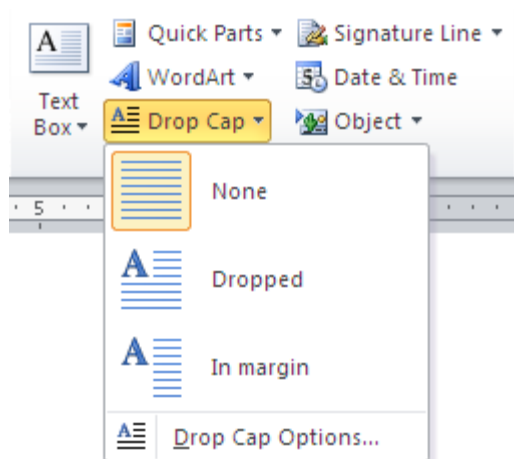 A
Text
Box
Quick Parts
WordArt
A Drop Cap
Signature Line
5 Date & Time
Object
5
None
A Dropped
A In margin
A Drop Cap Options...